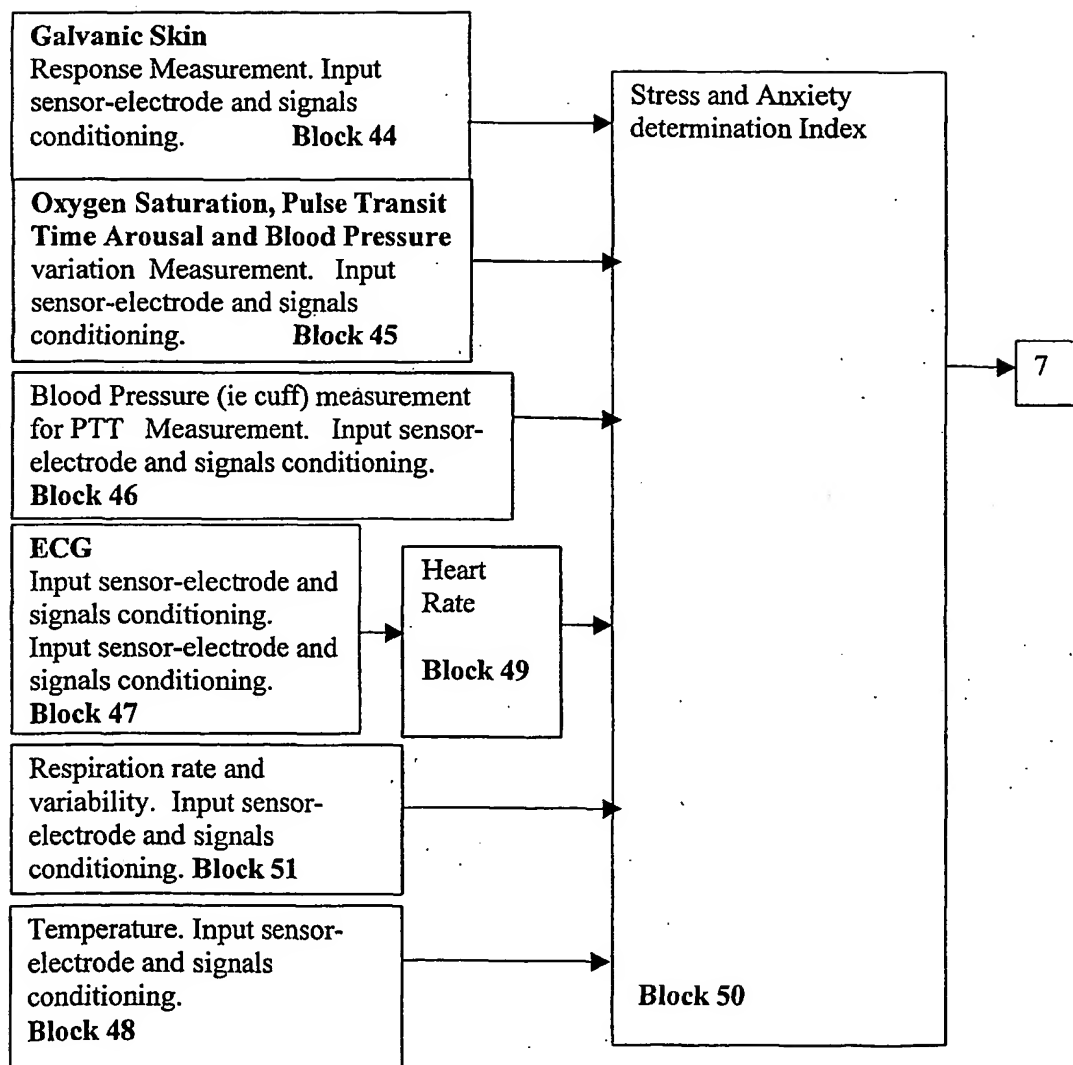 Galvanic Skin
Response Measurement. Input
sensor-electrode and signals
conditioning. Block 44
Oxygen Saturation, Pulse Transit
Time Arousal and Blood Pressure
variation Measurement. Input
sensor-electrode and signals
conditioning. Block 45
Blood Pressure (ie cuff) measurement
for PTT Measurement. Input sensor-
electrode and signals conditioning.
Block 46
ECG
Input sensor-electrode and
signals conditioning.
Input sensor-electrode and
signals conditioning.
Block 47
Heart
Rate
Block 49
Respiration rate and
variability. Input sensor-
electrode and signals
conditioning. Block 51
Temperature. Input sensor-
electrode and signals
conditioning.
Block 48
Stress and Anxiety
determination Index
Block 50
7